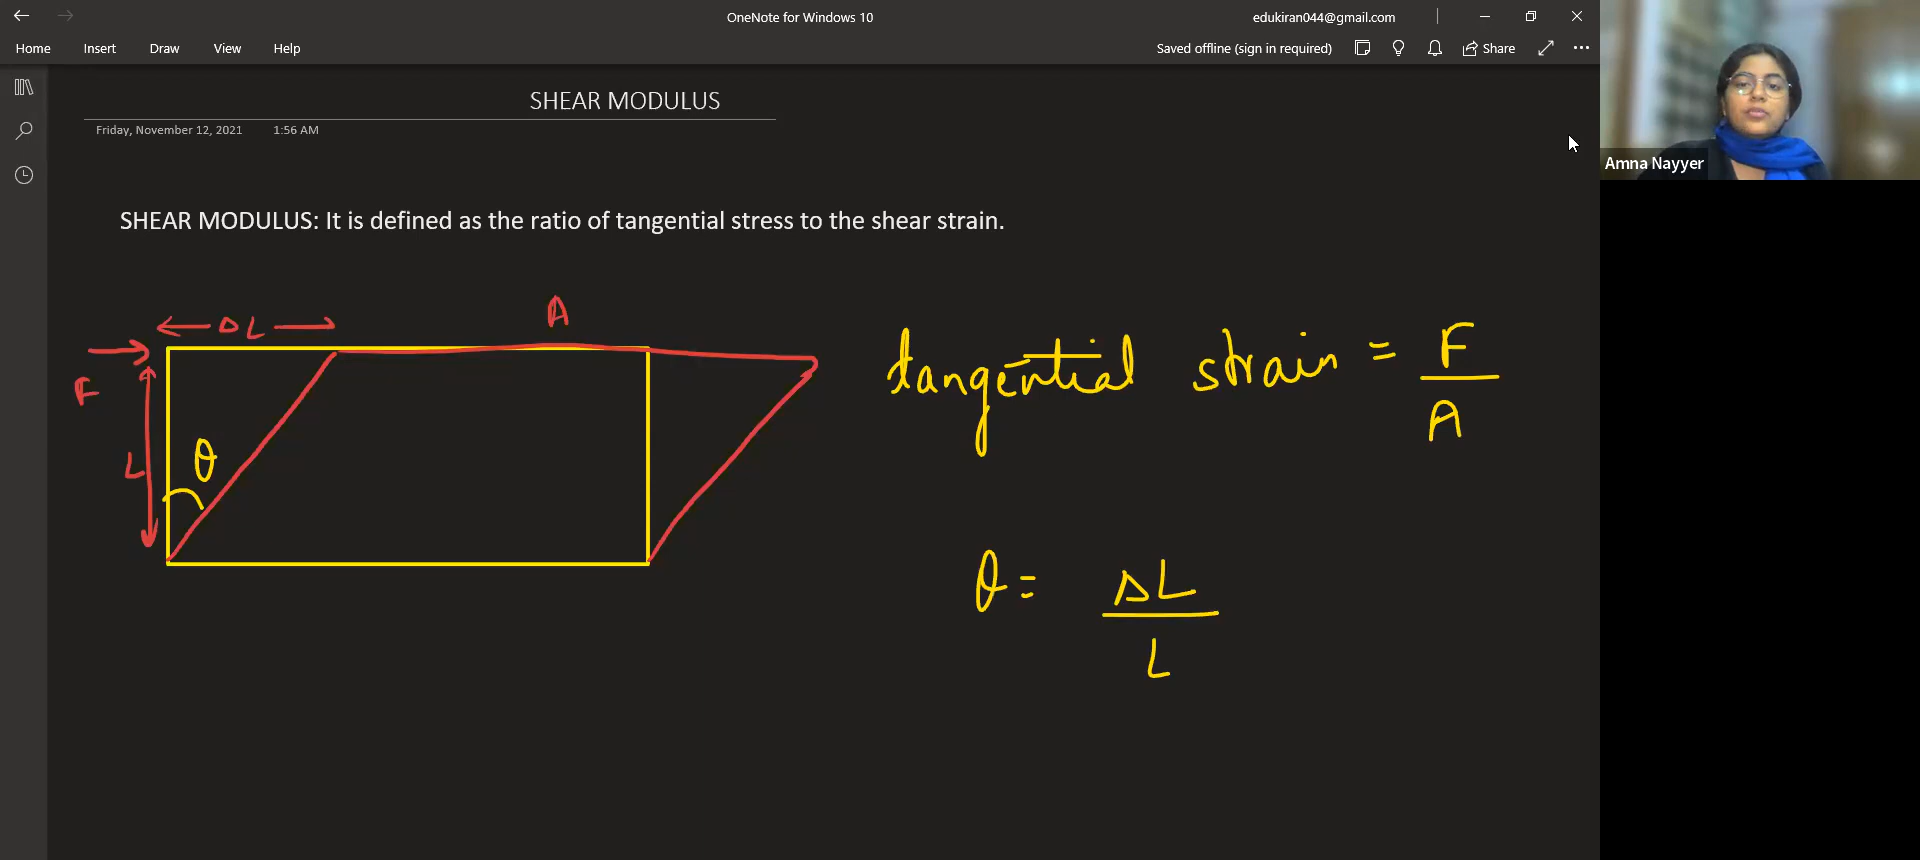 OneNote for Windows 10
edukiran044@gmail.com
Home Insert Draw View Help
Saved offline (sign in required) Share
SHEAR MODULUS
Friday, November 12, 2021 1:56 AM
Amna Nayyer
SHEAR MODULUS: It is defined as the ratio of tangential stress to the shear strain.
A
ΔL
F
L
θ
tangential strain = F/A
θ = ΔL/L